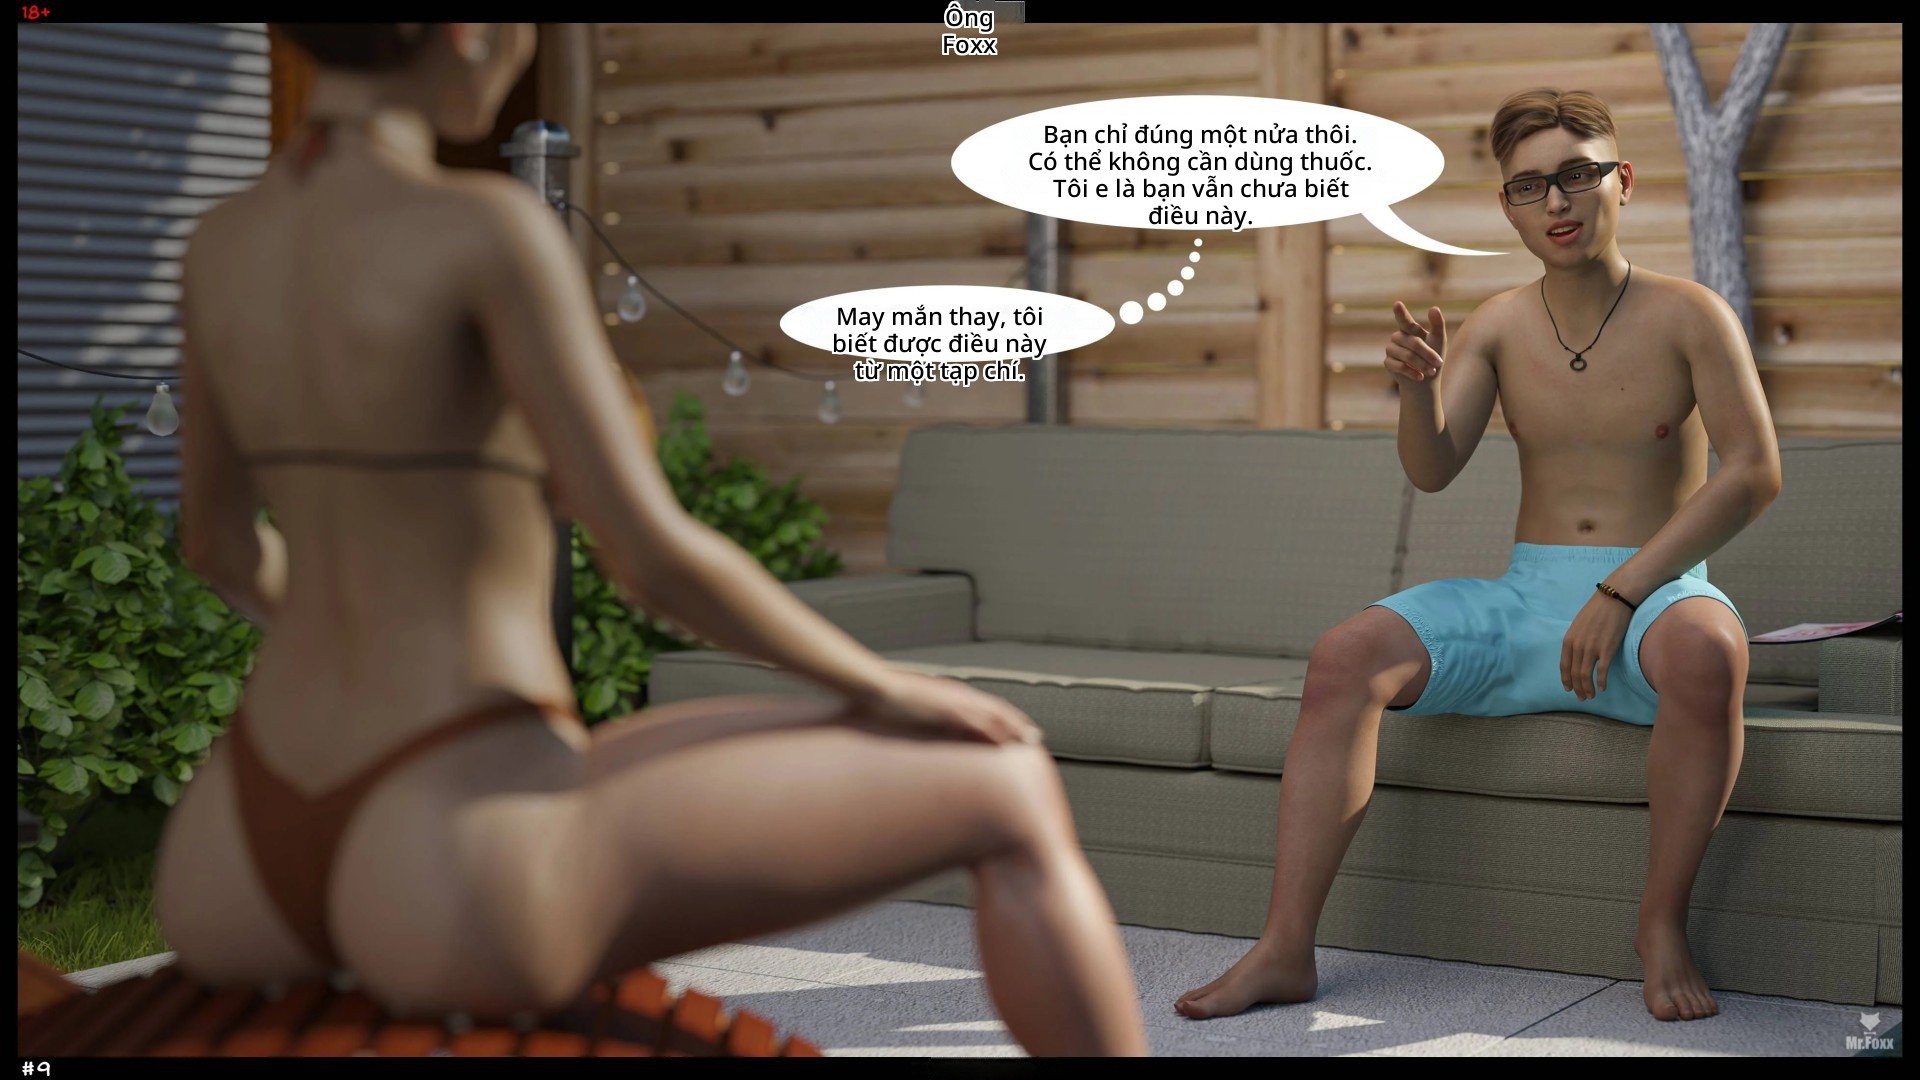 18+
Ông
Foxx
Bạn chỉ đúng một nửa thôi.
Có thể không cần dùng thuốc.
Tôi e là bạn vẫn chưa biết
điều này.
May mắn thay, tôi
biết được điều này
từ một tạp chí.
Mr.Foxx
#9